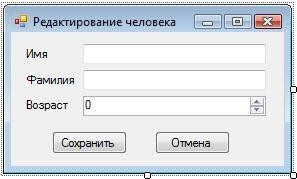 Редактирование человека
Имя
Фамилия
Возраст 0
Сохранить Отмена